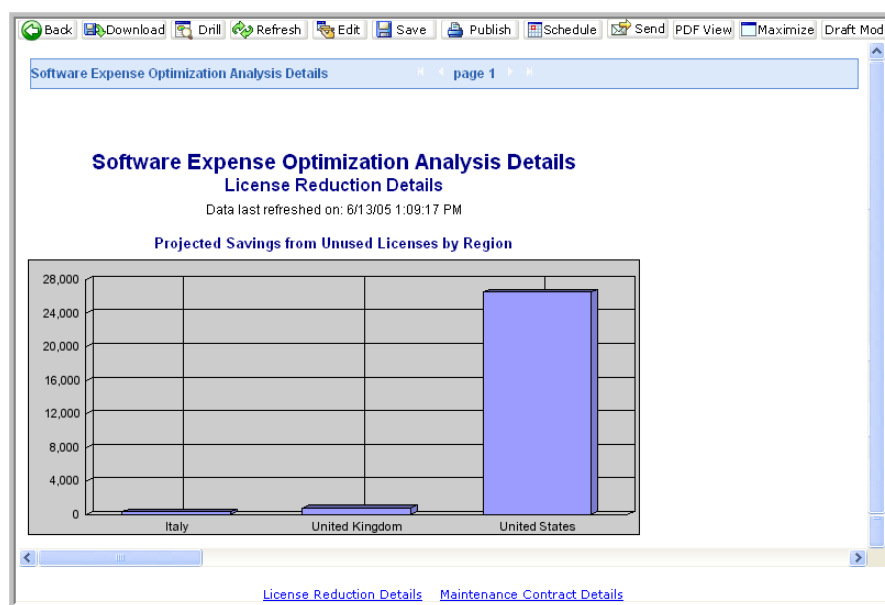 Back Download Drill Refresh Edit Save Publish Schedule Send PDF View Maximize Draft Mod
Software Expense Optimization Analysis Details page 1
Software Expense Optimization Analysis Details
License Reduction Details
Data last refreshed on: 6/13/05 1:09:17 PM
Projected Savings from Unused Licenses by Region
28,000
24,000
20,000
16,000
12,000
8,000
4,000
0
Italy United Kingdom United States
License Reduction Details Maintenance Contract Details